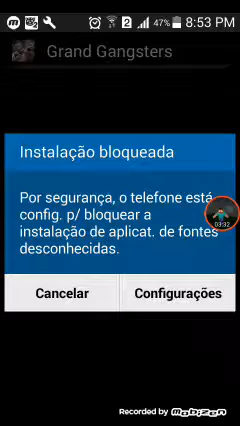 47% 8:53 PM
Grand Gangsters
Instalação bloqueada
Por segurança, o telefone está
config. p/ bloquear a
instalação de aplicat. de fontes
desconhecidas.
03:32
Cancelar Configurações
Recorded by mobizen